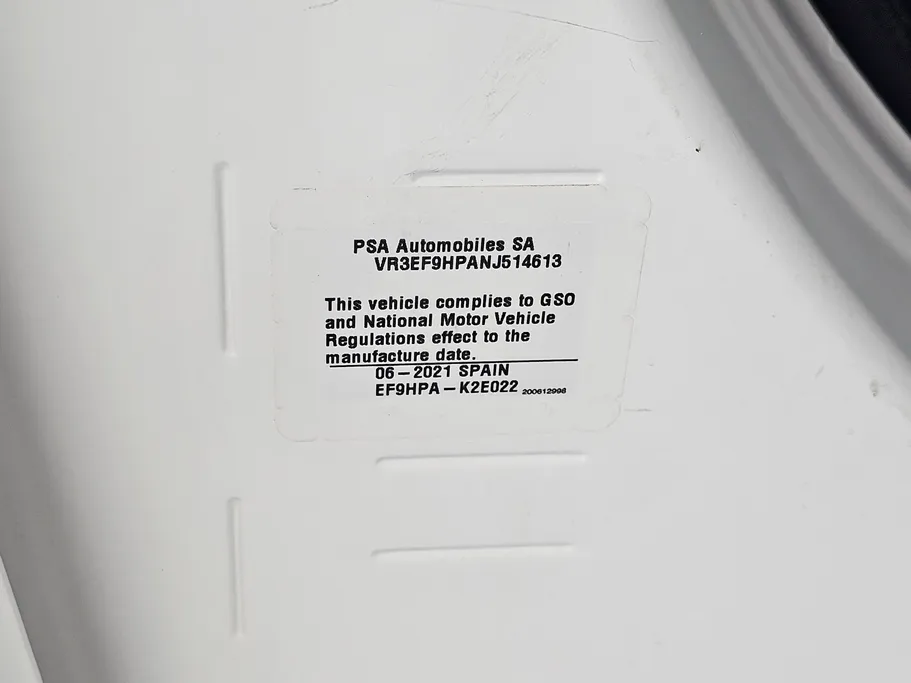 PSA Automobiles SA
VR3EF9HPANJ514613
This vehicle complies to GSO
and National Motor Vehicle
Regulations effect to the
manufacture date.
06-2021 SPAIN
EF9HPA-K2E022 200612998